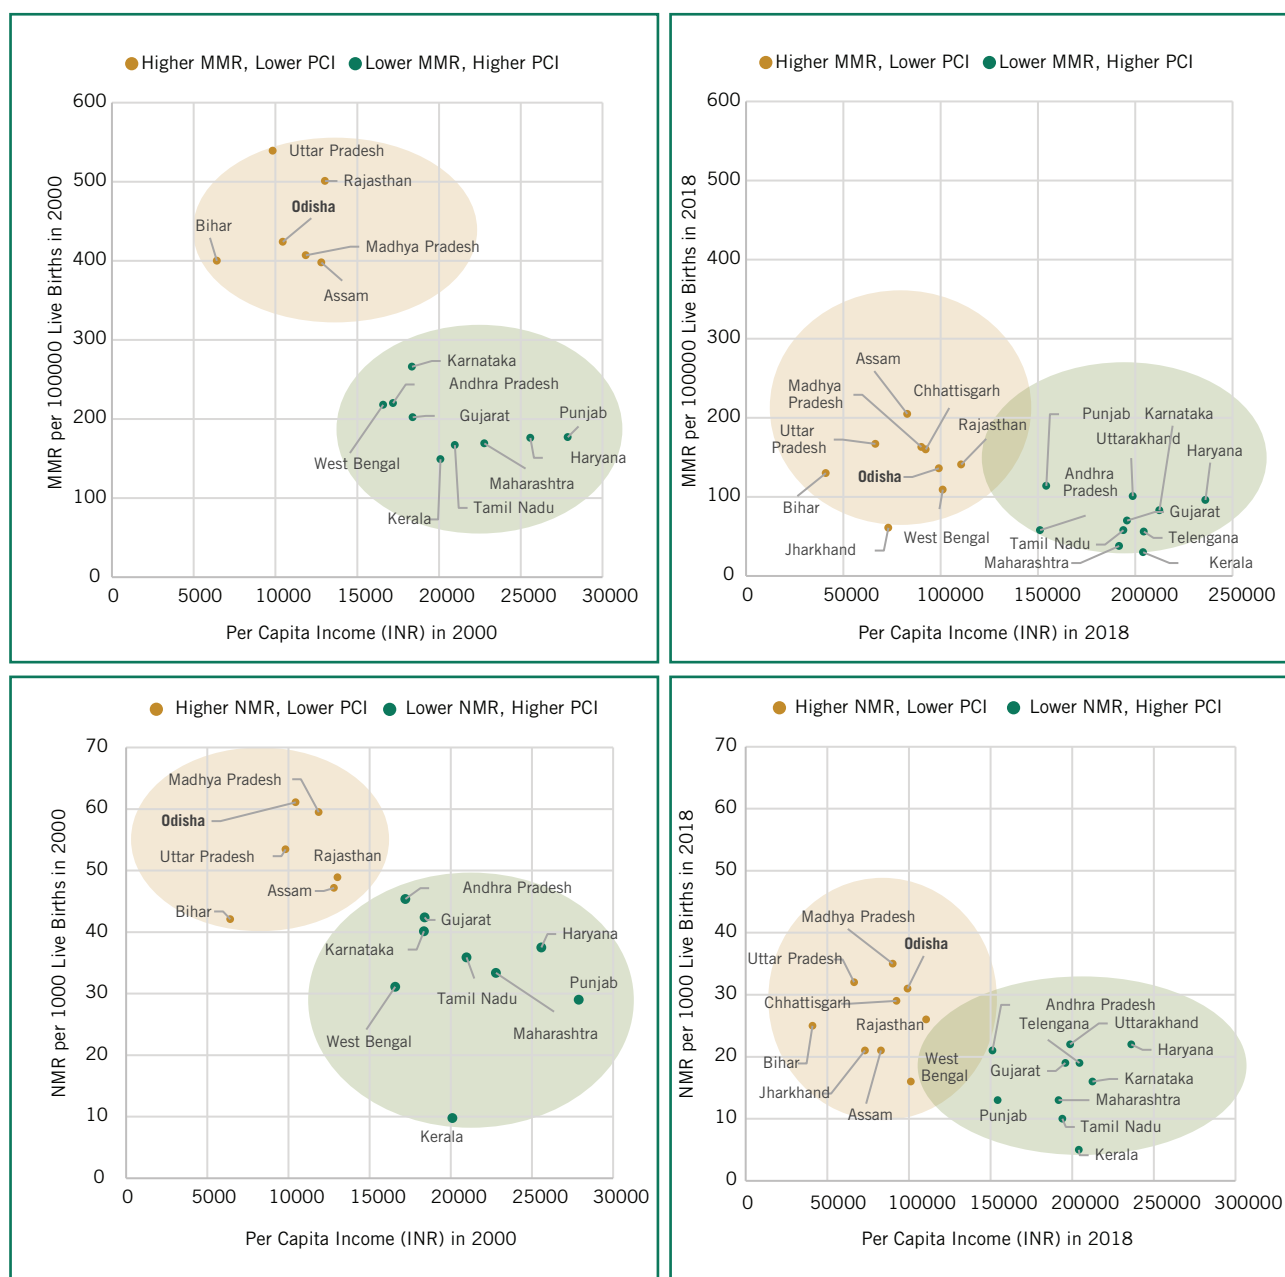 Higher MMR, Lower PCI Lower MMR, Higher PCI
600
500
400
300
200
100
0
MMR per 100000 Live Births in 2000
Uttar Pradesh
Rajasthan
Odisha
Bihar
Madhya Pradesh
Assam
Karnataka
Andhra Pradesh
Gujarat
Punjab
West Bengal
Haryana
Maharashtra
Tamil Nadu
Kerala
0 5000 10000 15000 20000 25000 30000
Per Capita Income (INR) in 2000
Higher MMR, Lower PCI Lower MMR, Higher PCI
600
500
400
300
200
100
0
MMR per 100000 Live Births in 2018
Assam
Madhya
Pradesh
Chhattisgarh
Rajasthan
Uttar
Pradesh
Odisha
Bihar
West Bengal
Jharkhand
Punjab
Karnataka
Uttarakhand
Haryana
Andhra
Pradesh
Gujarat
Tamil Nadu
Telengana
Maharashtra
Kerala
0 50000 100000 150000 200000 250000
Per Capita Income (INR) in 2018
Higher NMR, Lower PCI Lower NMR, Higher PCI
70
60
50
40
30
20
10
0
NMR per 1000 Live Births in 2000
Madhya Pradesh
Odisha
Uttar Pradesh
Rajasthan
Assam
Bihar
Andhra Pradesh
Gujarat
Karnataka
Haryana
Tamil Nadu
Punjab
West Bengal
Maharashtra
Kerala
0 5000 10000 15000 20000 25000 30000
Per Capita Income (INR) in 2000
Higher NMR, Lower PCI Lower NMR, Higher PCI
70
60
50
40
30
20
10
0
NMR per 1000 Live Births in 2018
Madhya Pradesh
Odisha
Uttar Pradesh
Chhattisgarh
Rajasthan
Bihar
West
Bengal
Jharkhand
Assam
Andhra Pradesh
Telengana
Uttarakhand
Haryana
Gujarat
Karnataka
Punjab
Maharashtra
Tamil Nadu
Kerala
0 50000 100000 150000 200000 250000 300000
Per Capita Income (INR) in 2018